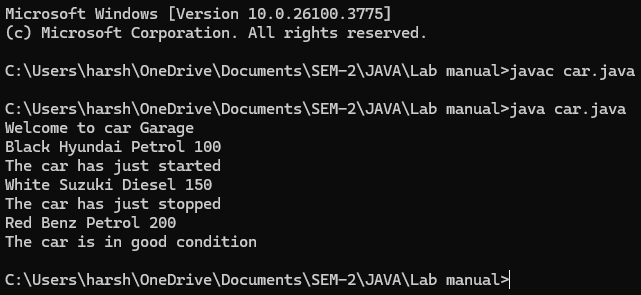 Microsoft Windows [Version 10.0.26100.3775]
(c) Microsoft Corporation. All rights reserved.
C:\Users\harsh\OneDrive\Documents\SEM-2\JAVA\Lab manual>javac car.java
C:\Users\harsh\OneDrive\Documents\SEM-2\JAVA\Lab manual>java car.java
Welcome to car Garage
Black Hyundai Petrol 100
The car has just started
White Suzuki Diesel 150
The car has just stopped
Red Benz Petrol 200
The car is in good condition
C:\Users\harsh\OneDrive\Documents\SEM-2\JAVA\Lab manual>